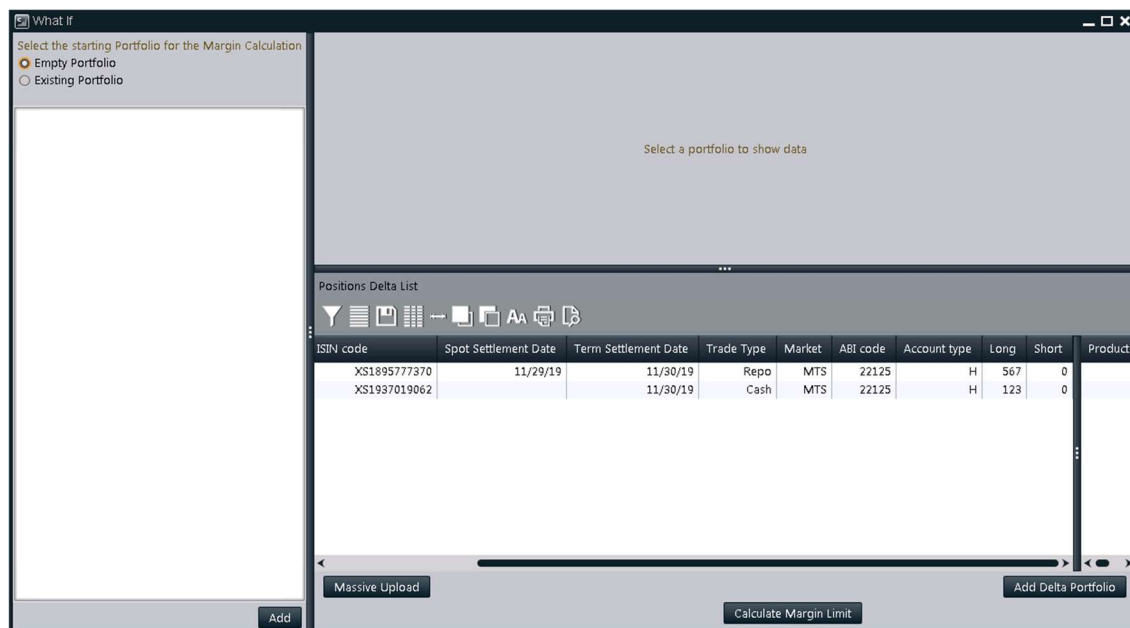 What If
Select the starting Portfolio for the Margin Calculation
Empty Portfolio
Existing Portfolio
Select a portfolio to show data
Positions Delta List
ISIN code Spot Settlement Date Term Settlement Date Trade Type Market ABI code Account type Long Short Product
XS1895777370 11/29/19 11/30/19 Repo MTS 22125 H 567 0
XS1937019062 11/30/19 Cash MTS 22125 H 123 0
Massive Upload Add Delta Portfolio
Add Calculate Margin Limit